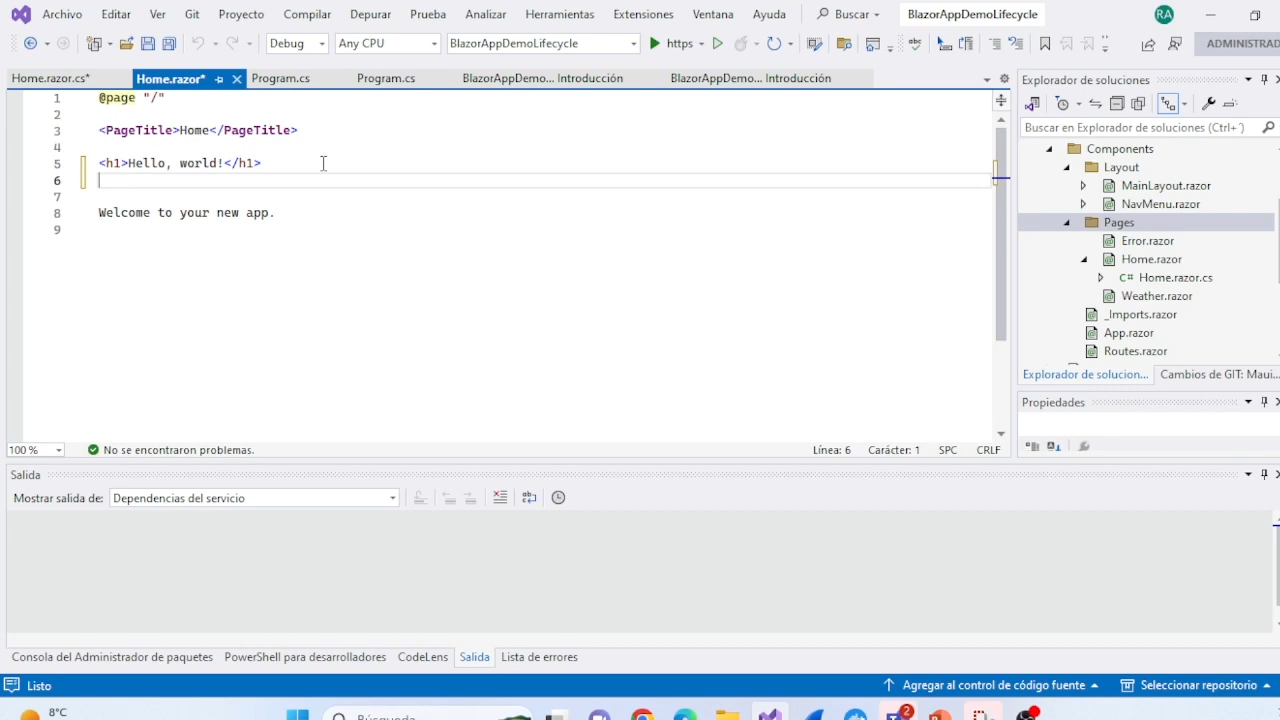 Archivo Editar Ver Git Proyecto Compilar Depurar Prueba Analizar Herramientas Extensiones Ventana Ayuda Buscar BlazorAppDemoLifecycle RA
Debug Any CPU BlazorAppDemoLifecycle https ADMINISTRAD
Home.razor.cs* Home.razor* Program.cs Program.cs BlazorAppDemo... Introducción BlazorAppDemo... Introducción
1 @page "/"
2
3 <PageTitle>Home</PageTitle>
4
5 <h1>Hello, world!</h1>
6
7
8 Welcome to your new app.
9
100 % No se encontraron problemas. Línea: 6 Carácter: 1 SPC CRLF
Explorador de soluciones
Buscar en Explorador de soluciones (Ctrl+´)
Components
Layout
MainLayout.razor
NavMenu.razor
Pages
Error.razor
Home.razor
C# Home.razor.cs
Weather.razor
_Imports.razor
App.razor
Routes.razor
Explorador de solucion... Cambios de GIT: Maui...
Propiedades
Salida
Mostrar salida de: Dependencias del servicio
Consola del Administrador de paquetes PowerShell para desarrolladores CodeLens Salida Lista de errores
Listo Agregar al control de código fuente Seleccionar repositorio
8°C Búsqueda 2